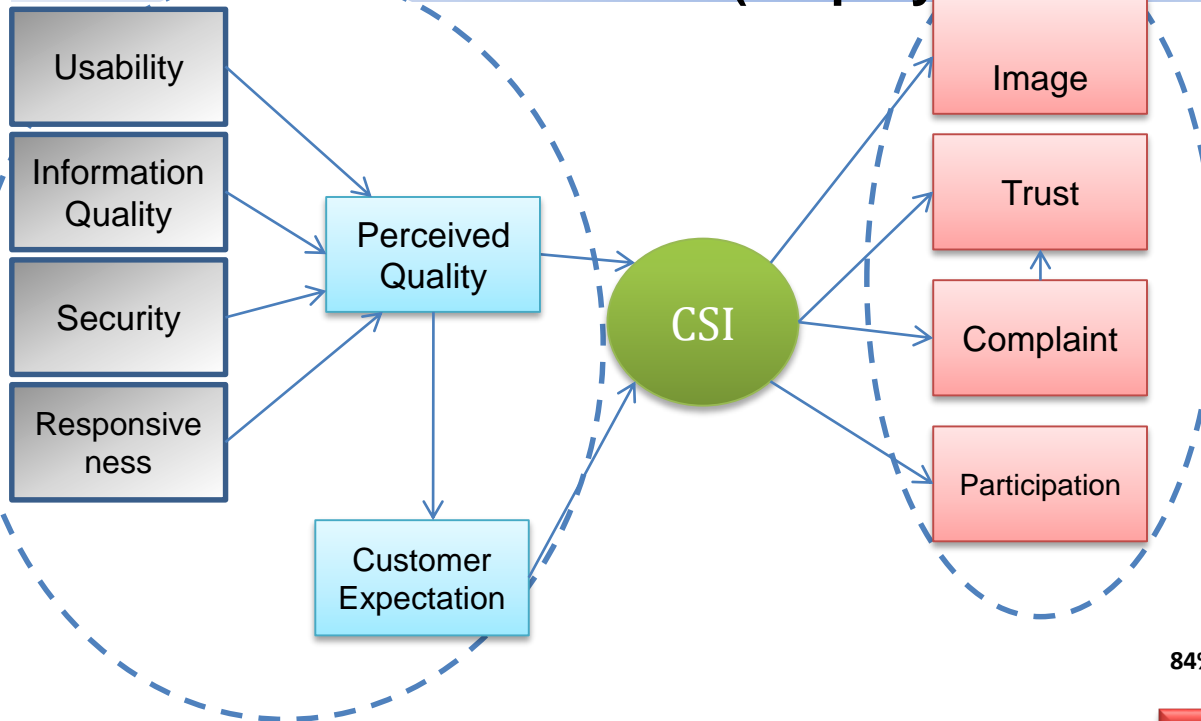 Usability
Information
Quality
Security
Responsive
ness
Perceived
Quality
Customer
Expectation
CSI
Image
Trust
Complaint
Participation